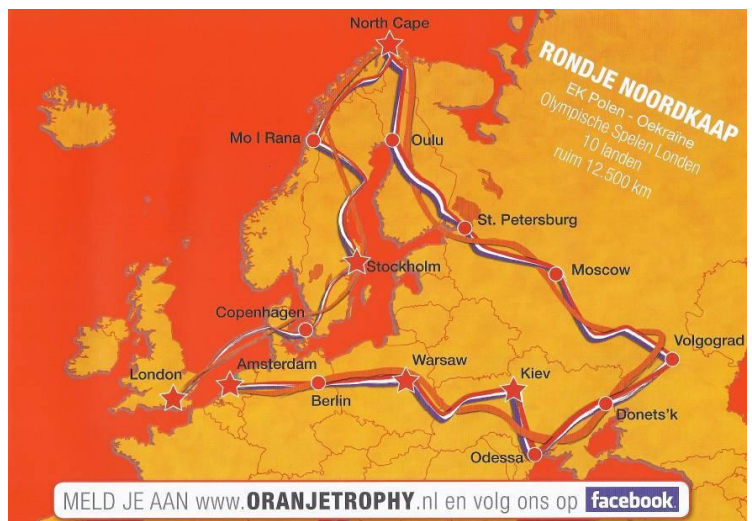 North Cape
RONDJE NOORDKAAP
EK Polen - Oekraïne
Olympische Spelen Londen
10 landen
ruim 12.500 km
Mo I Rana
Oulu
St. Petersburg
Stockholm
Moscow
Copenhagen
Volgograd
London
Amsterdam
Warsaw
Kiev
Berlin
Donets'k
Odessa
MELD JE AAN www.ORANJETROPHY.nl en volg ons op facebook.